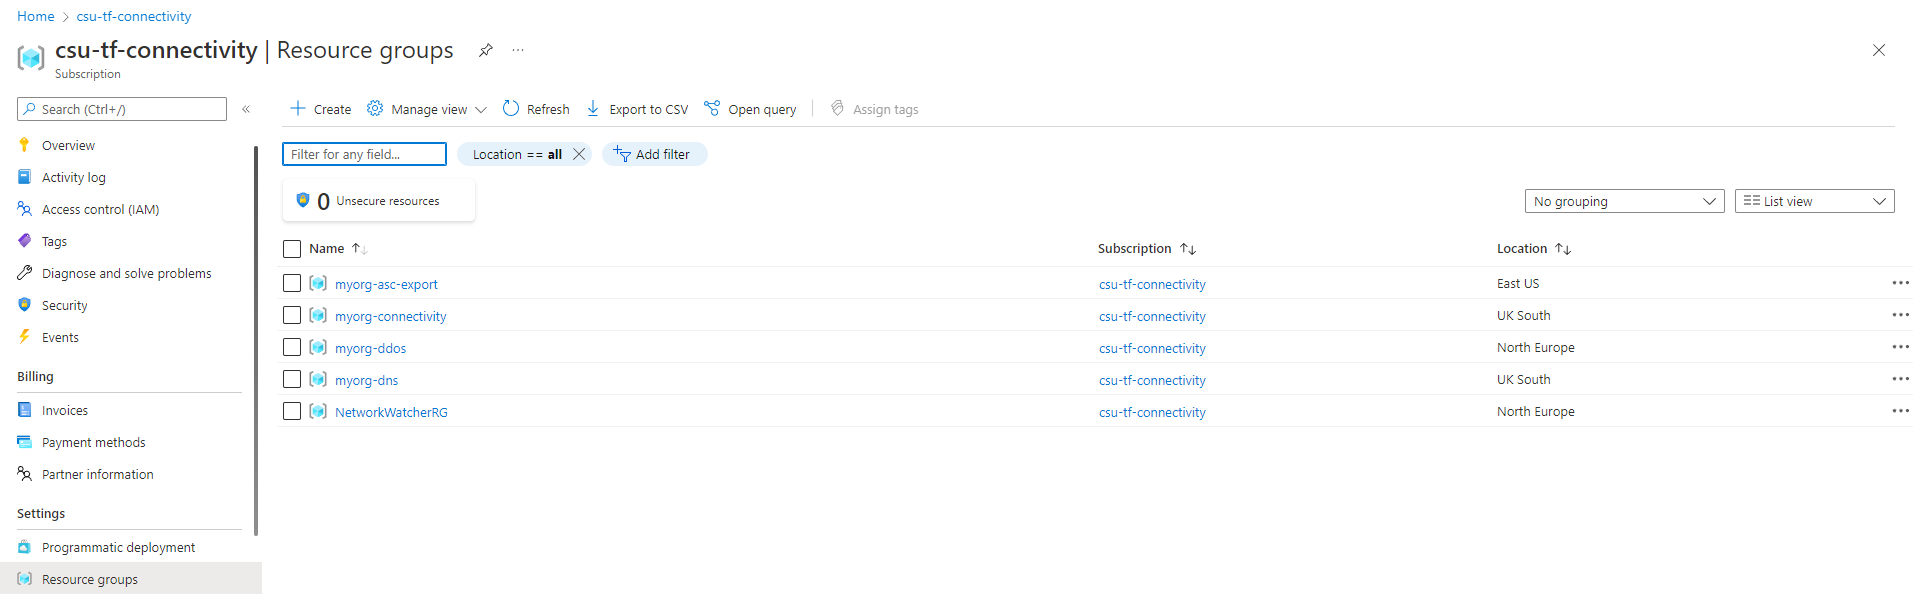 Home > csu-tf-connectivity
csu-tf-connectivity | Resource groups ...
Subscription
Search (Ctrl+/) «
Create Manage view Refresh Export to CSV Open query Assign tags
Overview
Activity log
Access control (IAM)
Tags
Diagnose and solve problems
Security
Events
Billing
Invoices
Payment methods
Partner information
Settings
Programmatic deployment
Resource groups
Filter for any field... Location == all Add filter
0 Unsecure resources
No grouping List view
Name Subscription Location
myorg-asc-export csu-tf-connectivity East US
myorg-connectivity csu-tf-connectivity UK South
myorg-ddos csu-tf-connectivity North Europe
myorg-dns csu-tf-connectivity UK South
NetworkWatcherRG csu-tf-connectivity North Europe